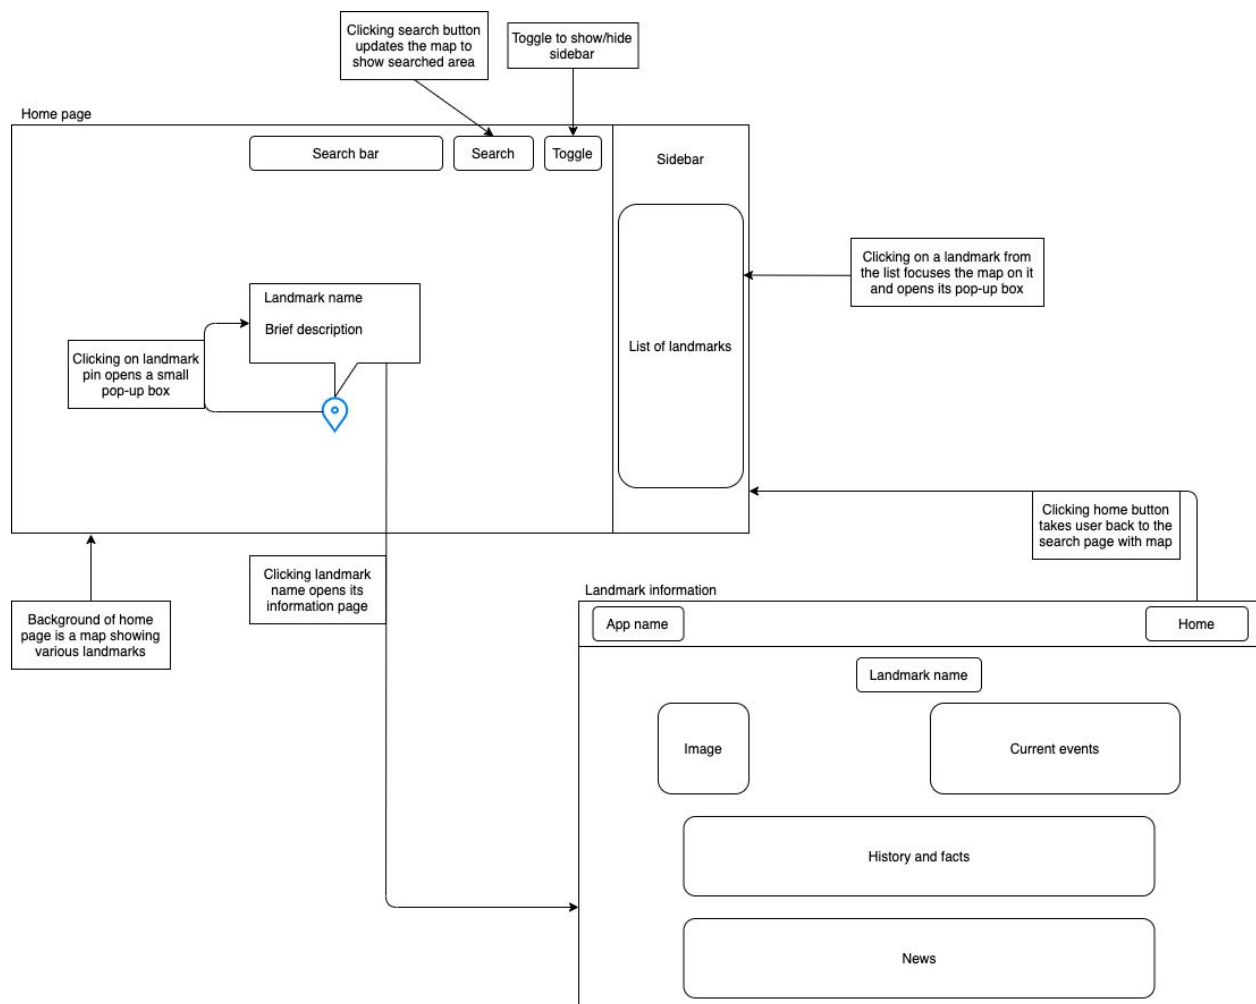 Clicking search button
updates the map to
show searched area
Toggle to show/hide
sidebar
Home page
Search bar
Search
Toggle
Sidebar
Landmark name
Brief description
Clicking on landmark
pin opens a small
pop-up box
List of landmarks
Clicking on a landmark from
the list focuses the map on it
and opens its pop-up box
Clicking home button
takes user back to the
search page with map
Clicking landmark
name opens its
information page
Background of home
page is a map showing
various landmarks
Landmark information
App name
Home
Landmark name
Image
Current events
History and facts
News